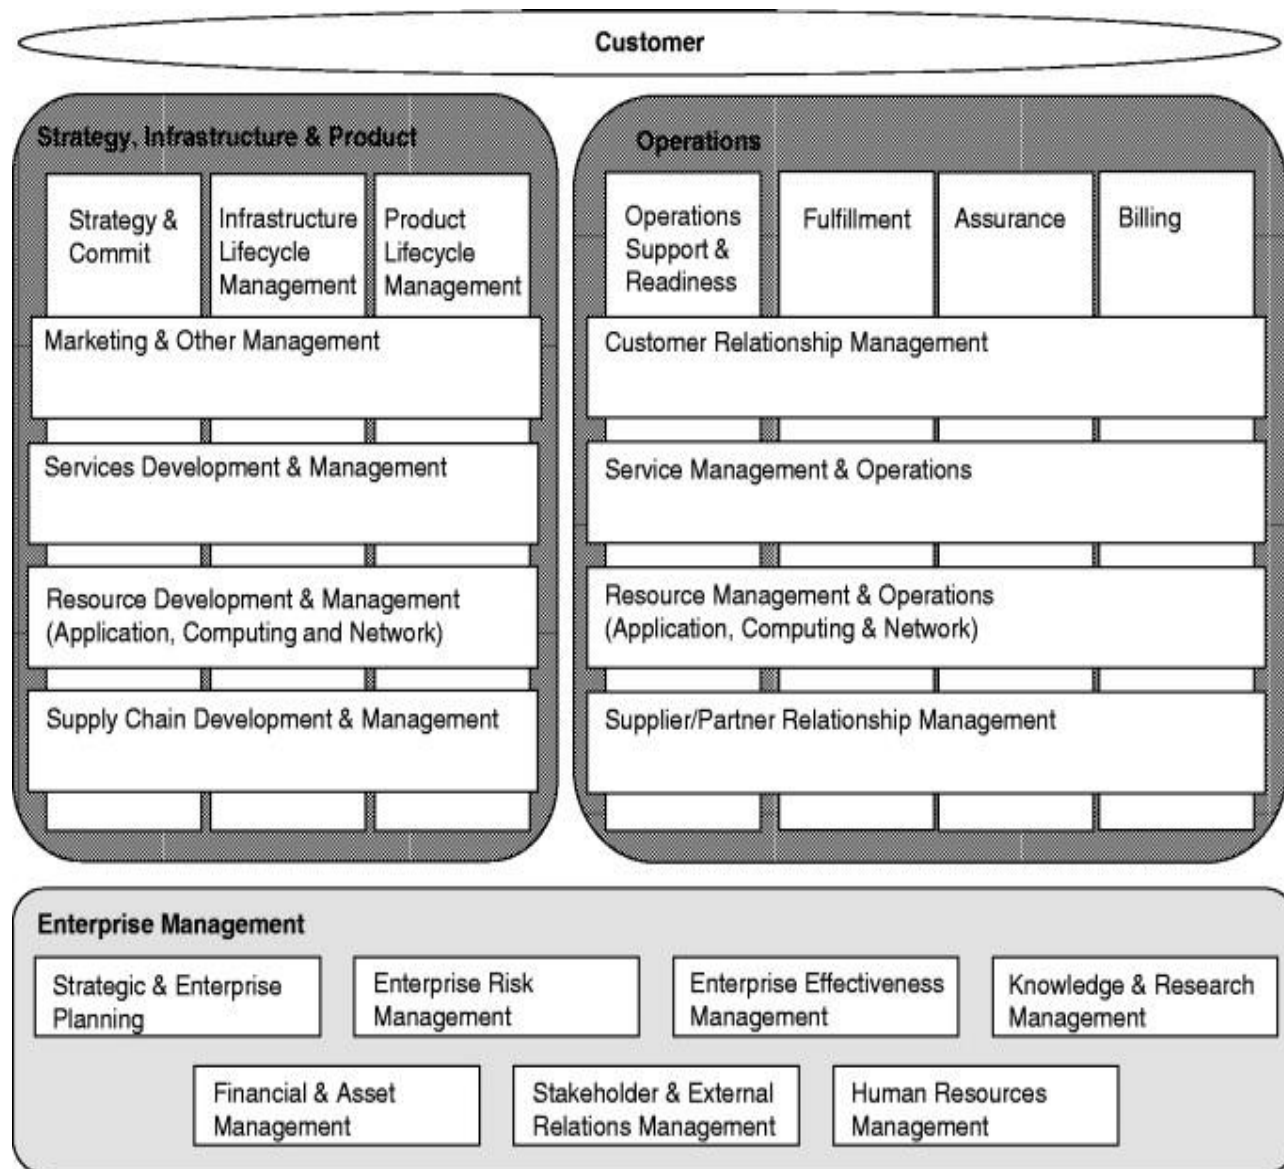 Customer
Strategy, Infrastructure & Product
Strategy &
Commit
Infrastructure
Lifecycle
Management
Product
Lifecycle
Management
Marketing & Other Management
Services Development & Management
Resource Development & Management
(Application, Computing and Network)
Supply Chain Development & Management
Operations
Operations
Support &
Readiness
Fulfillment
Assurance
Billing
Customer Relationship Management
Service Management & Operations
Resource Management & Operations
(Application, Computing & Network)
Supplier/Partner Relationship Management
Enterprise Management
Strategic & Enterprise
Planning
Enterprise Risk
Management
Enterprise Effectiveness
Management
Knowledge & Research
Management
Financial & Asset
Management
Stakeholder & External
Relations Management
Human Resources
Management